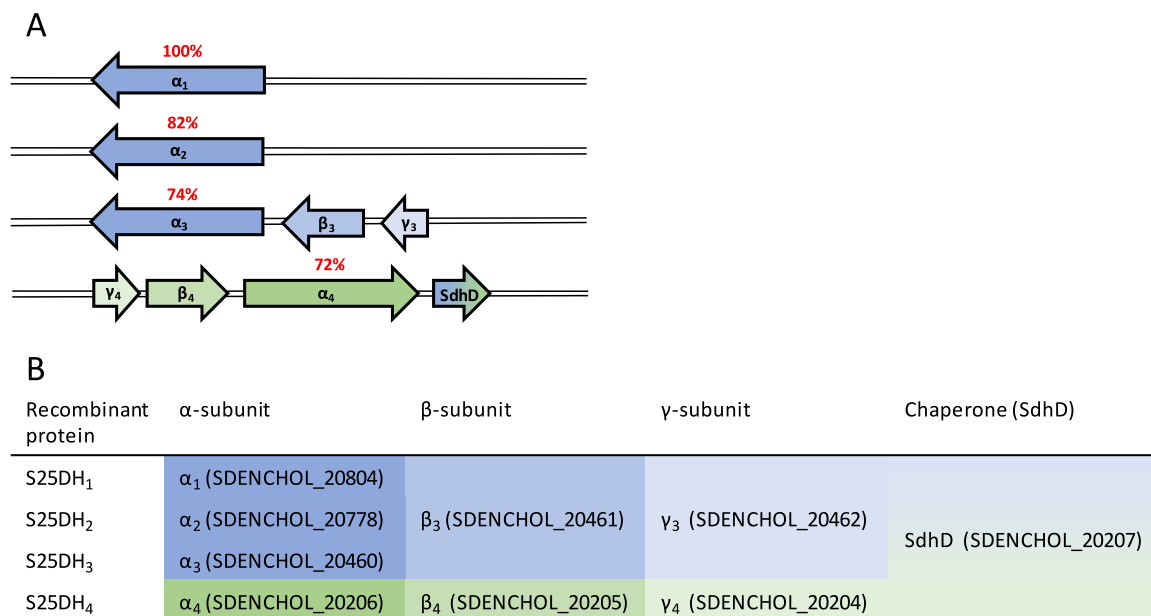 A
100%
α₁
82%
α₂
74%
α₃ β₃ γ₃
72%
γ₄ β₄ α₄ SdhD
B
Recombinant protein α-subunit β-subunit γ-subunit Chaperone (SdhD)
S25DH₁ α₁ (SDENCHOL_20804)
S25DH₂ α₂ (SDENCHOL_20778) β₃ (SDENCHOL_20461) γ₃ (SDENCHOL_20462)
SdhD (SDENCHOL_20207)
S25DH₃ α₃ (SDENCHOL_20460)
S25DH₄ α₄ (SDENCHOL_20206) β₄ (SDENCHOL_20205) γ₄ (SDENCHOL_20204)